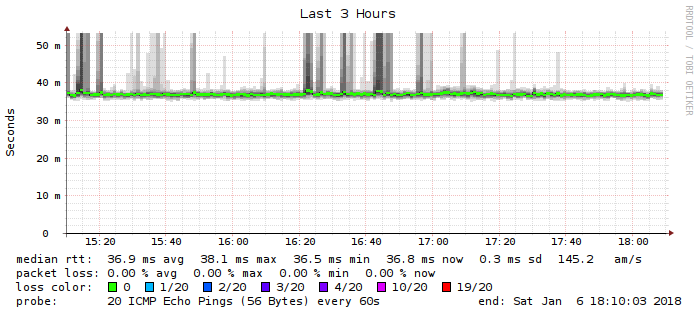 Last 3 Hours
RRDTOOL / TOBI OETIKER
Seconds
50 m
40 m
30 m
20 m
10 m
0
15:20 15:40 16:00 16:20 16:40 17:00 17:20 17:40 18:00
median rtt: 36.9 ms avg 38.1 ms max 36.5 ms min 36.8 ms now 0.3 ms sd 145.2 am/s
packet loss: 0.00 % avg 0.00 % max 0.00 % min 0.00 % now
loss color: 0 1/20 2/20 3/20 4/20 10/20 19/20
probe: 20 ICMP Echo Pings (56 Bytes) every 60s end: Sat Jan 6 18:10:03 2018